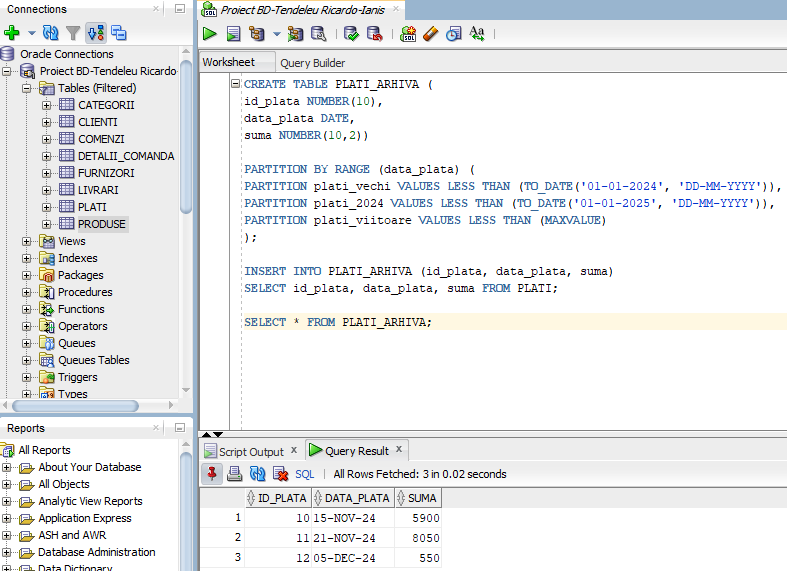 Connections
Oracle Connections
Proiect BD-Tendeleu Ricardo
Tables (Filtered)
CATEGORII
CLIENTI
COMENZI
DETALII_COMANDA
FURNIZORI
LIVRARI
PLATI
PRODUSE
Views
Indexes
Packages
Procedures
Functions
Operators
Queues
Queues Tables
Triggers
Types
Reports
All Reports
About Your Database
All Objects
Analytic View Reports
Application Express
ASH and AWR
Database Administration
Data Dictionary
Proiect BD-Tendeleu Ricardo-Ianis
Worksheet Query Builder
CREATE TABLE PLATI_ARHIVA (
id_plata NUMBER(10),
data_plata DATE,
suma NUMBER(10,2))
PARTITION BY RANGE (data_plata) (
PARTITION plati_vechi VALUES LESS THAN (TO_DATE('01-01-2024', 'DD-MM-YYYY')),
PARTITION plati_2024 VALUES LESS THAN (TO_DATE('01-01-2025', 'DD-MM-YYYY')),
PARTITION plati_viitoare VALUES LESS THAN (MAXVALUE)
);
INSERT INTO PLATI_ARHIVA (id_plata, data_plata, suma)
SELECT id_plata, data_plata, suma FROM PLATI;
SELECT * FROM PLATI_ARHIVA;
Script Output Query Result
SQL All Rows Fetched: 3 in 0.02 seconds
ID_PLATA DATA_PLATA SUMA
1 10 15-NOV-24 5900
2 11 21-NOV-24 8050
3 12 05-DEC-24 550